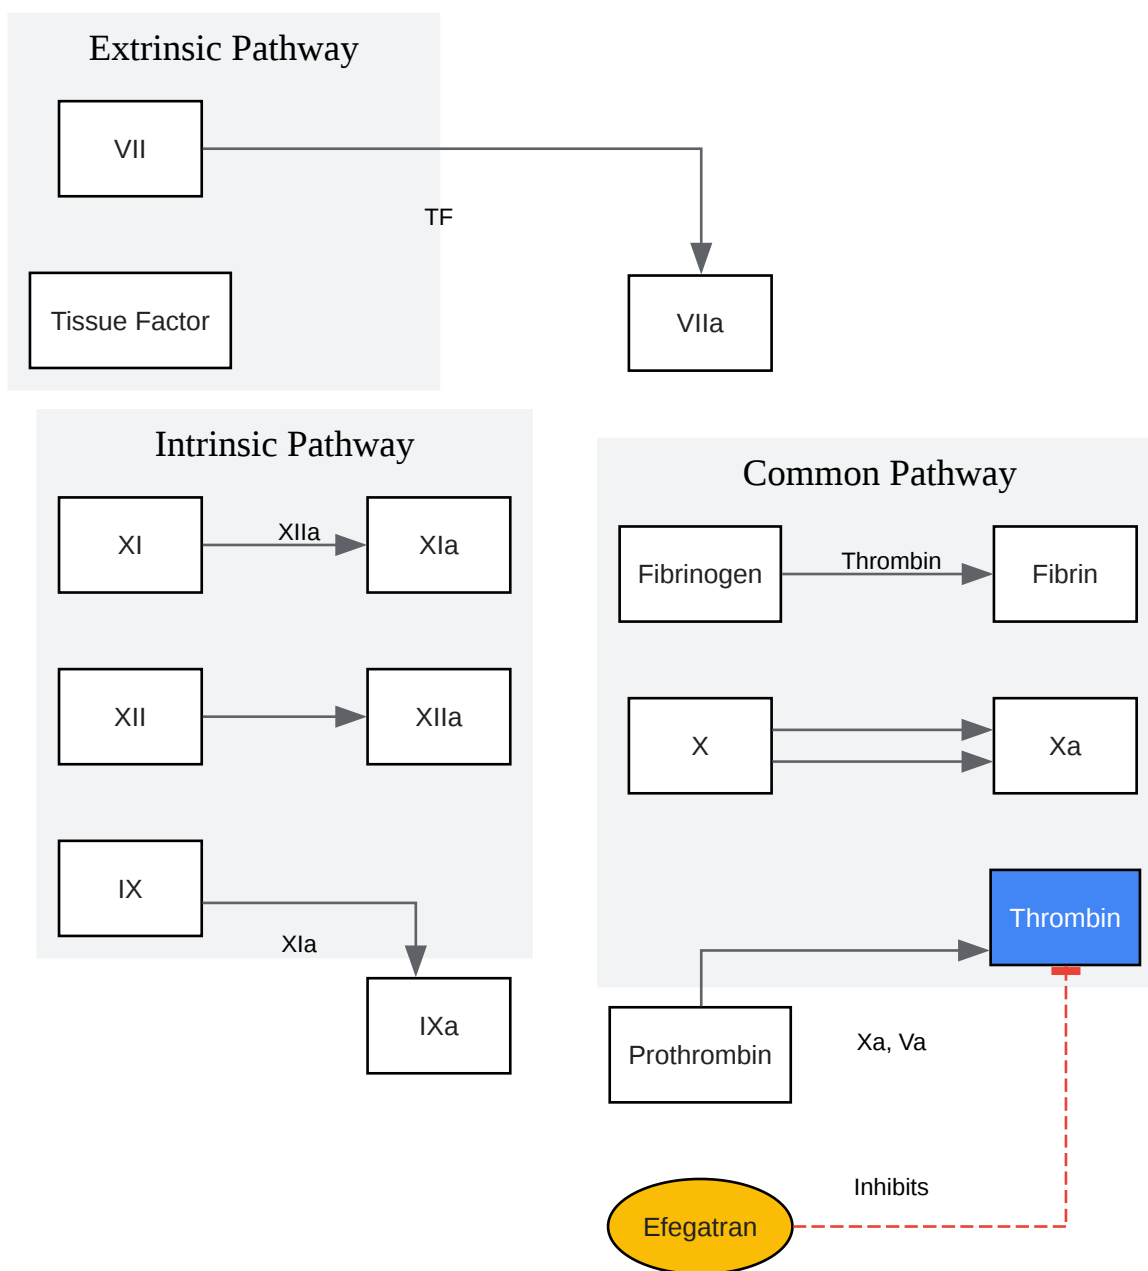 Extrinsic Pathway
VII
TF
Tissue Factor
VIIa
Intrinsic Pathway
XI
XIIa
XIa
XII
XIIa
IX
XIa
IXa
Common Pathway
Fibrinogen
Thrombin
Fibrin
X
Xa
Thrombin
Prothrombin
Xa, Va
Inhibits
Efegatran